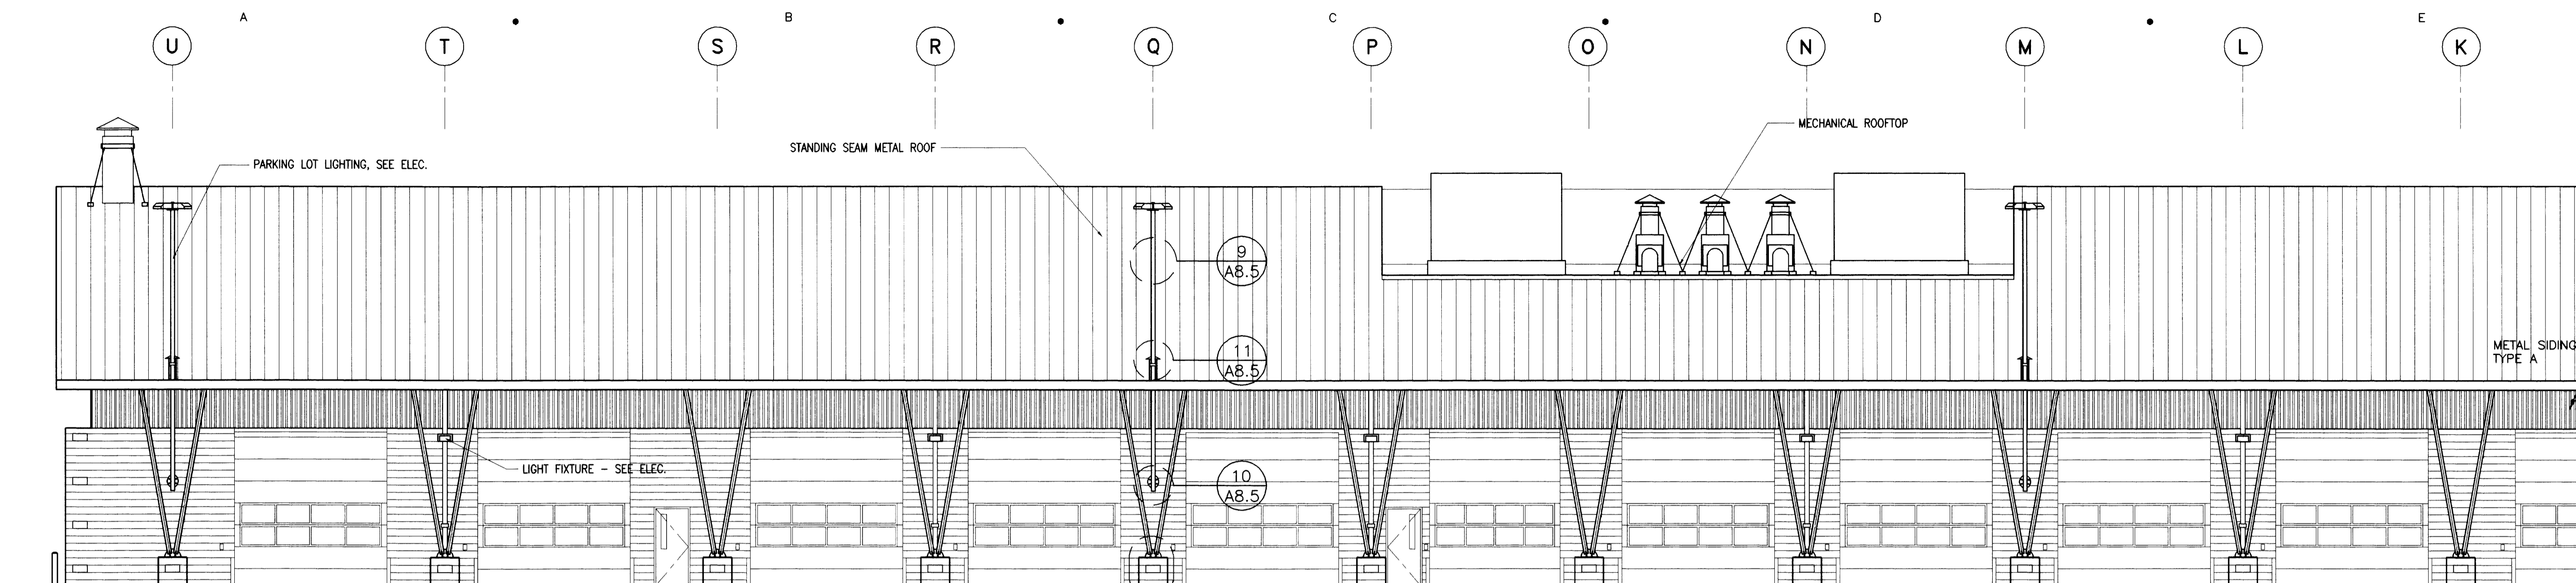 A B C D E
U T S R Q P O N M L K
MECHANICAL ROOFTOP
STANDING SEAM METAL ROOF
PARKING LOT LIGHTING, SEE ELEC.
9
A8.5
11
A8.5
METAL SIDING
TYPE A
LIGHT FIXTURE - SEE ELEC.
10
A8.5